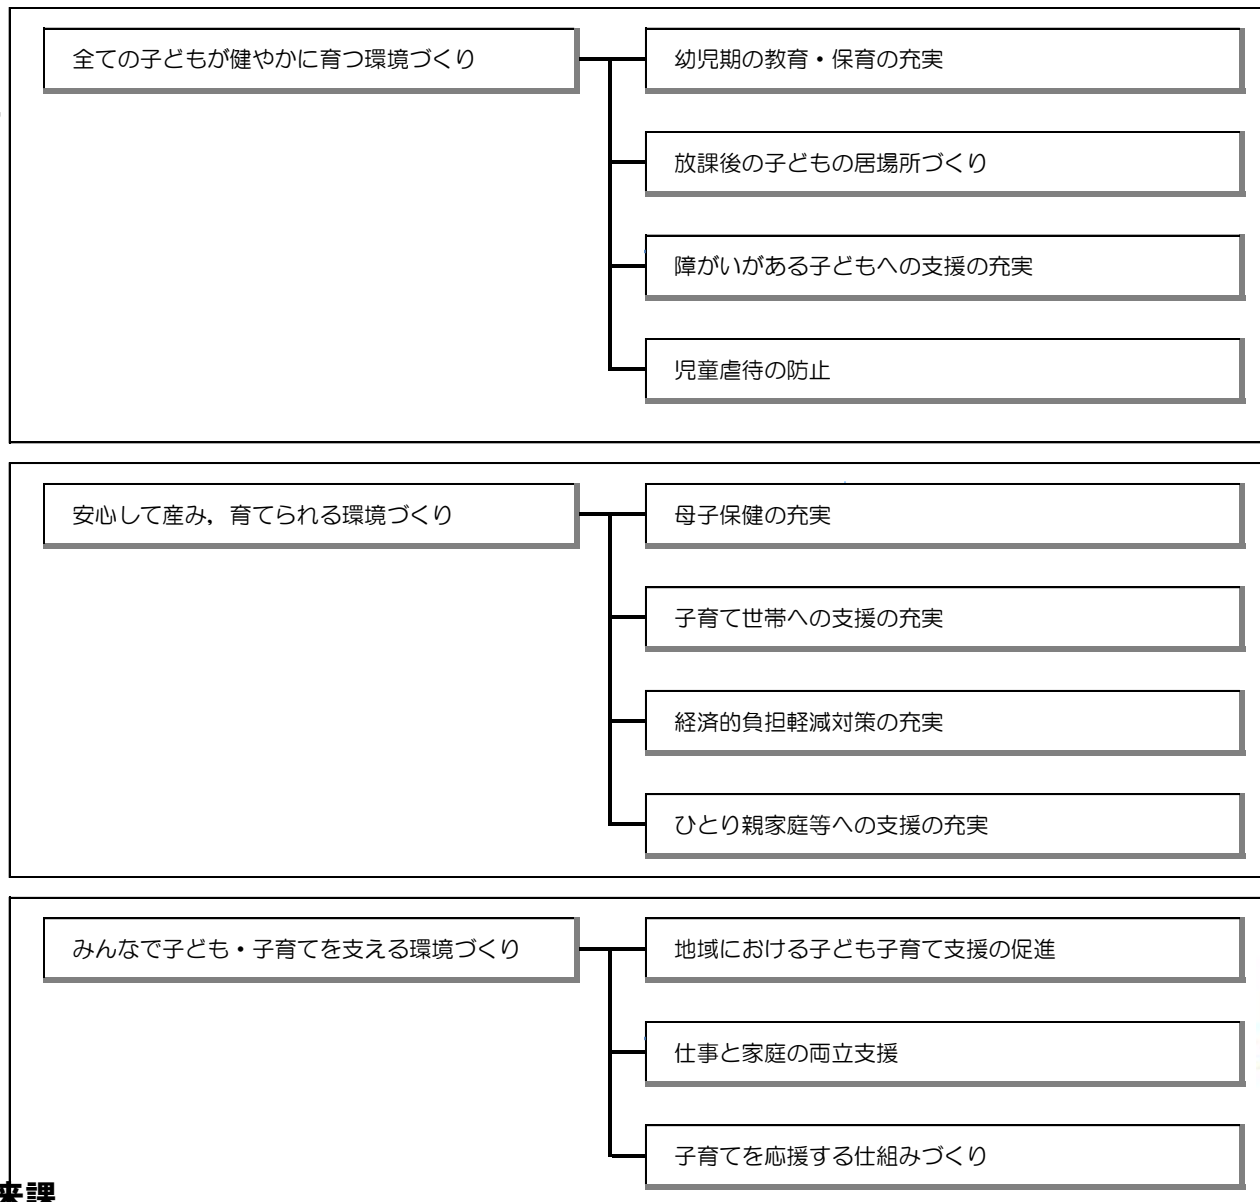 全ての子どもが健やかに育つ環境づくり
幼児期の教育・保育の充実
放課後の子どもの居場所づくり
障がいがある子どもへの支援の充実
児童虐待の防止
安心して産み，育てられる環境づくり
母子保健の充実
子育て世帯への支援の充実
経済的負担軽減対策の充実
ひとり親家庭等への支援の充実
みんなで子ども・子育てを支える環境づくり
地域における子ども子育て支援の促進
仕事と家庭の両立支援
子育てを応援する仕組みづくり
来課